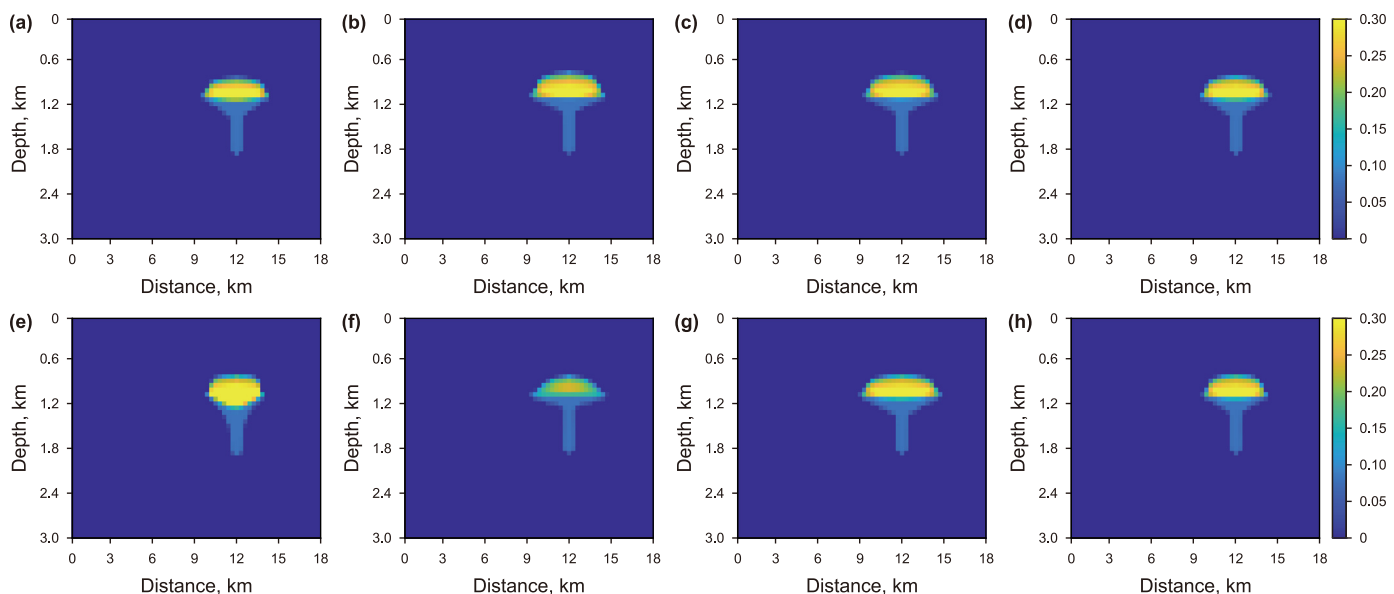 (a) (b) (c) (d)
0 0 0 0 0.30
0.6 0.6 0.6 0.6 0.25
0.20
1.2 1.2 1.2 1.2
Depth, km Depth, km Depth, km Depth, km
0.15
1.8 1.8 1.8 1.8
0.10
2.4 2.4 2.4 2.4 0.05
3.0 3.0 3.0 3.0 0
0 3 6 9 12 15 18 0 3 6 9 12 15 18 0 3 6 9 12 15 18 0 3 6 9 12 15 18
Distance, km Distance, km Distance, km Distance, km
(e) (f) (g) (h)
0 0 0 0 0.30
0.6 0.6 0.6 0.6 0.25
0.20
1.2 1.2 1.2 1.2
Depth, km Depth, km Depth, km Depth, km
0.15
1.8 1.8 1.8 1.8
0.10
2.4 2.4 2.4 2.4 0.05
3.0 3.0 3.0 3.0 0
0 3 6 9 12 15 18 0 3 6 9 12 15 18 0 3 6 9 12 15 18 0 3 6 9 12 15 18
Distance, km Distance, km Distance, km Distance, km